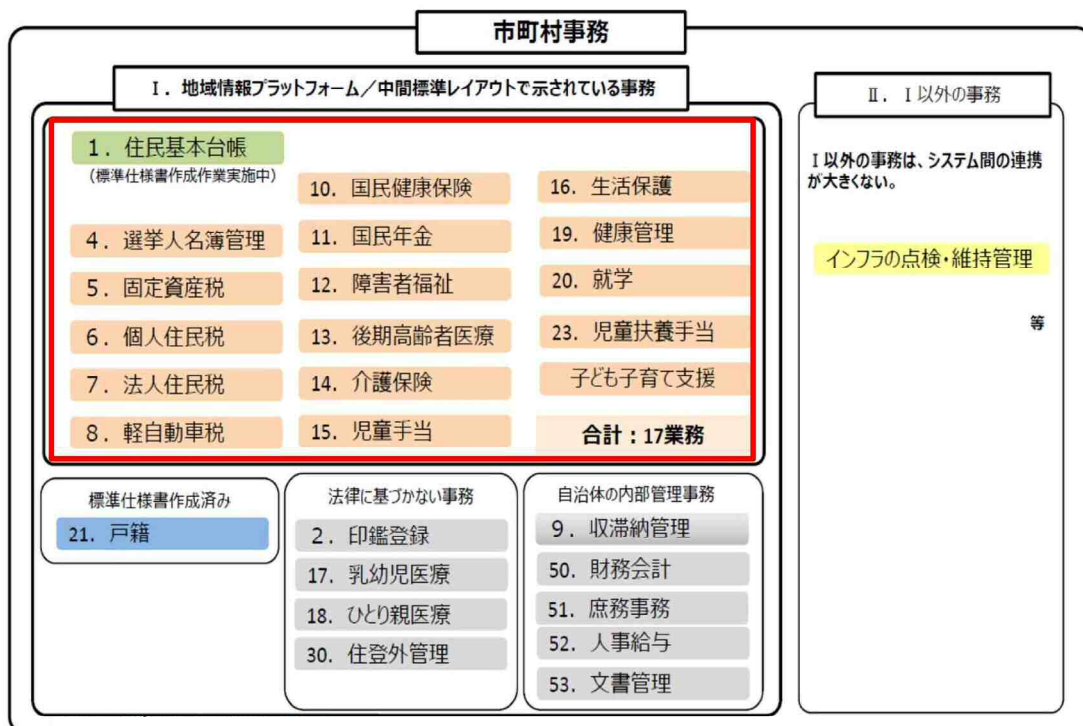 市町村事務
Ⅰ．地域情報プラットフォーム／中間標準レイアウトで示されている事務
1．住民基本台帳
（標準仕様書作成作業実施中）
4．選挙人名簿管理
5．固定資産税
6．個人住民税
7．法人住民税
8．軽自動車税
10．国民健康保険
11．国民年金
12．障害者福祉
13．後期高齢者医療
14．介護保険
15．児童手当
16．生活保護
19．健康管理
20．就学
23．児童扶養手当
子ども子育て支援
合計：17業務
標準仕様書作成済み
21．戸籍
法律に基づかない事務
2．印鑑登録
17．乳幼児医療
18．ひとり親医療
30．住登外管理
自治体の内部管理事務
9．収滞納管理
50．財務会計
51．庶務事務
52．人事給与
53．文書管理
Ⅱ．Ⅰ以外の事務
Ⅰ以外の事務は、システム間の連携
が大きくない。
インフラの点検・維持管理
等